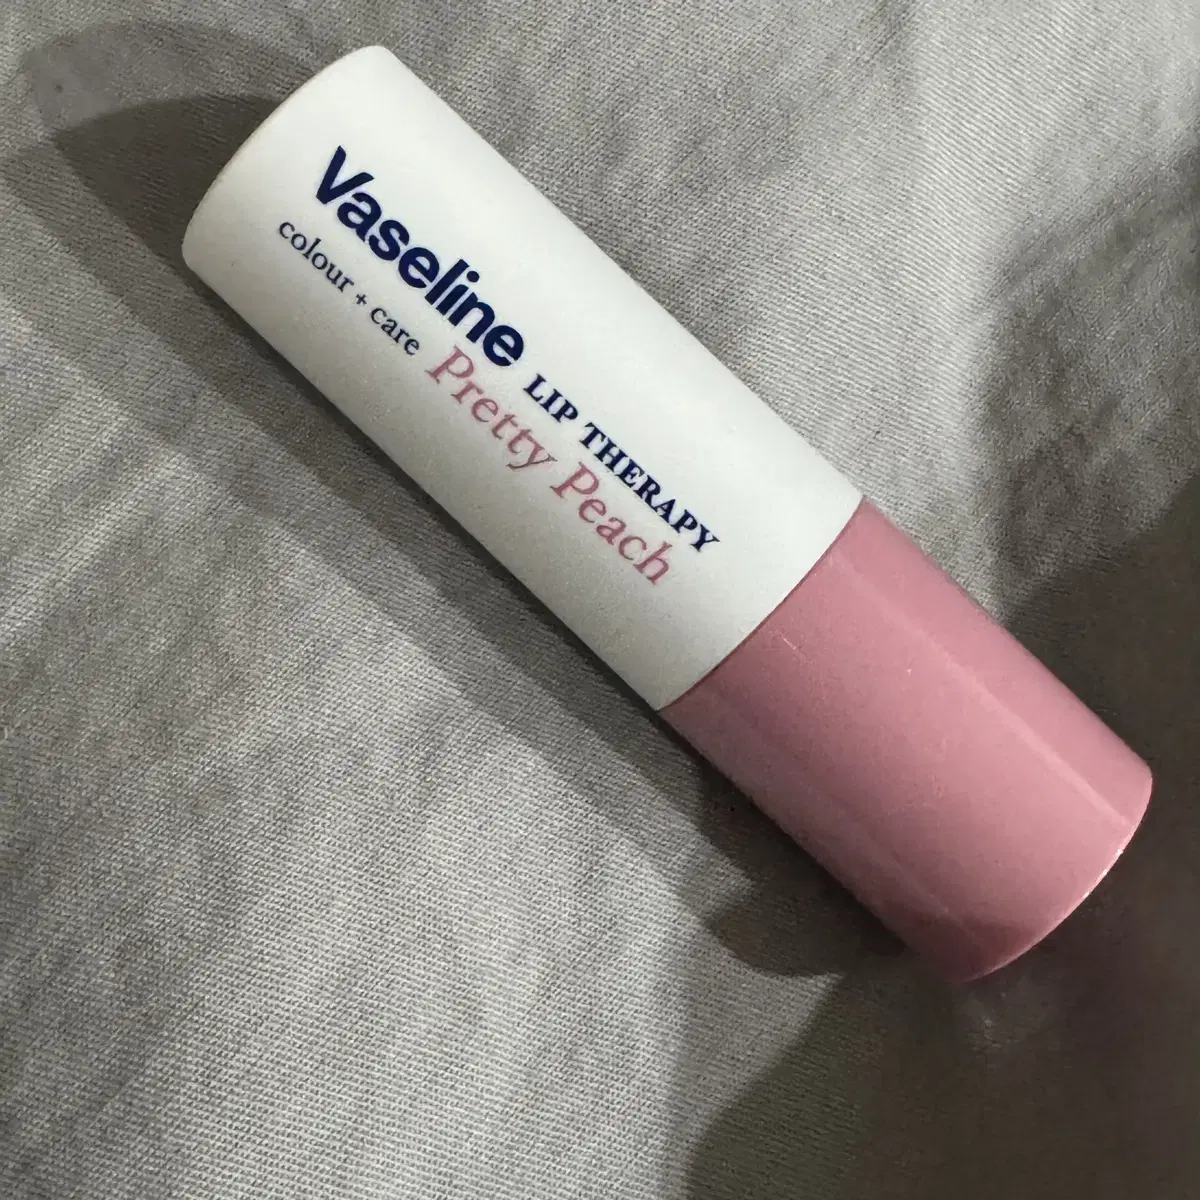 Vaseline LIP THERAPY
colour + care Pretty Peach